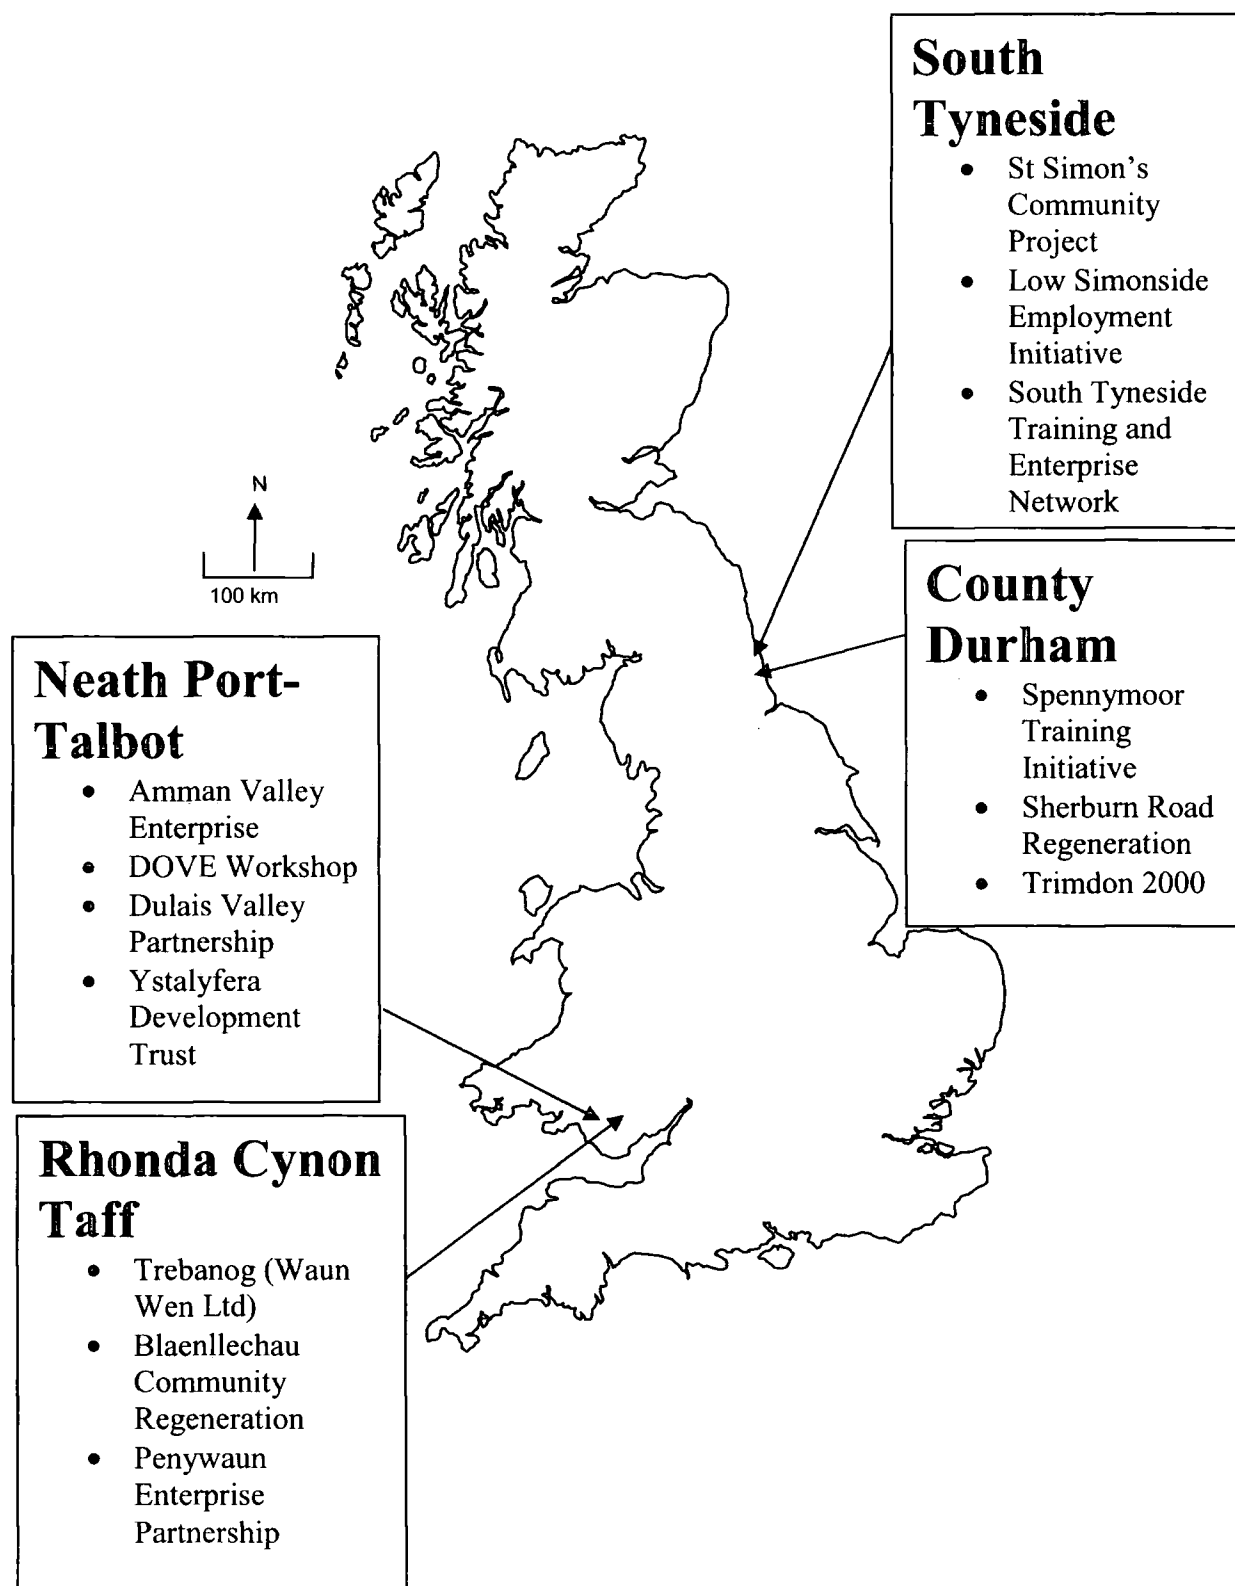 South
Tyneside
• St Simon's
Community
Project
• Low Simonside
Employment
Initiative
• South Tyneside
Training and
Enterprise
Network
N
100 km
County
Durham
• Spennymoor
Training
Initiative
• Sherburn Road
Regeneration
• Trimdon 2000
Neath Port-
Talbot
• Amman Valley
Enterprise
• DOVE Workshop
• Dulais Valley
Partnership
• Ystalyfera
Development
Trust
Rhonda Cynon
Taff
• Trebanog (Waun
Wen Ltd)
• Blaenllechau
Community
Regeneration
• Penywaun
Enterprise
Partnership